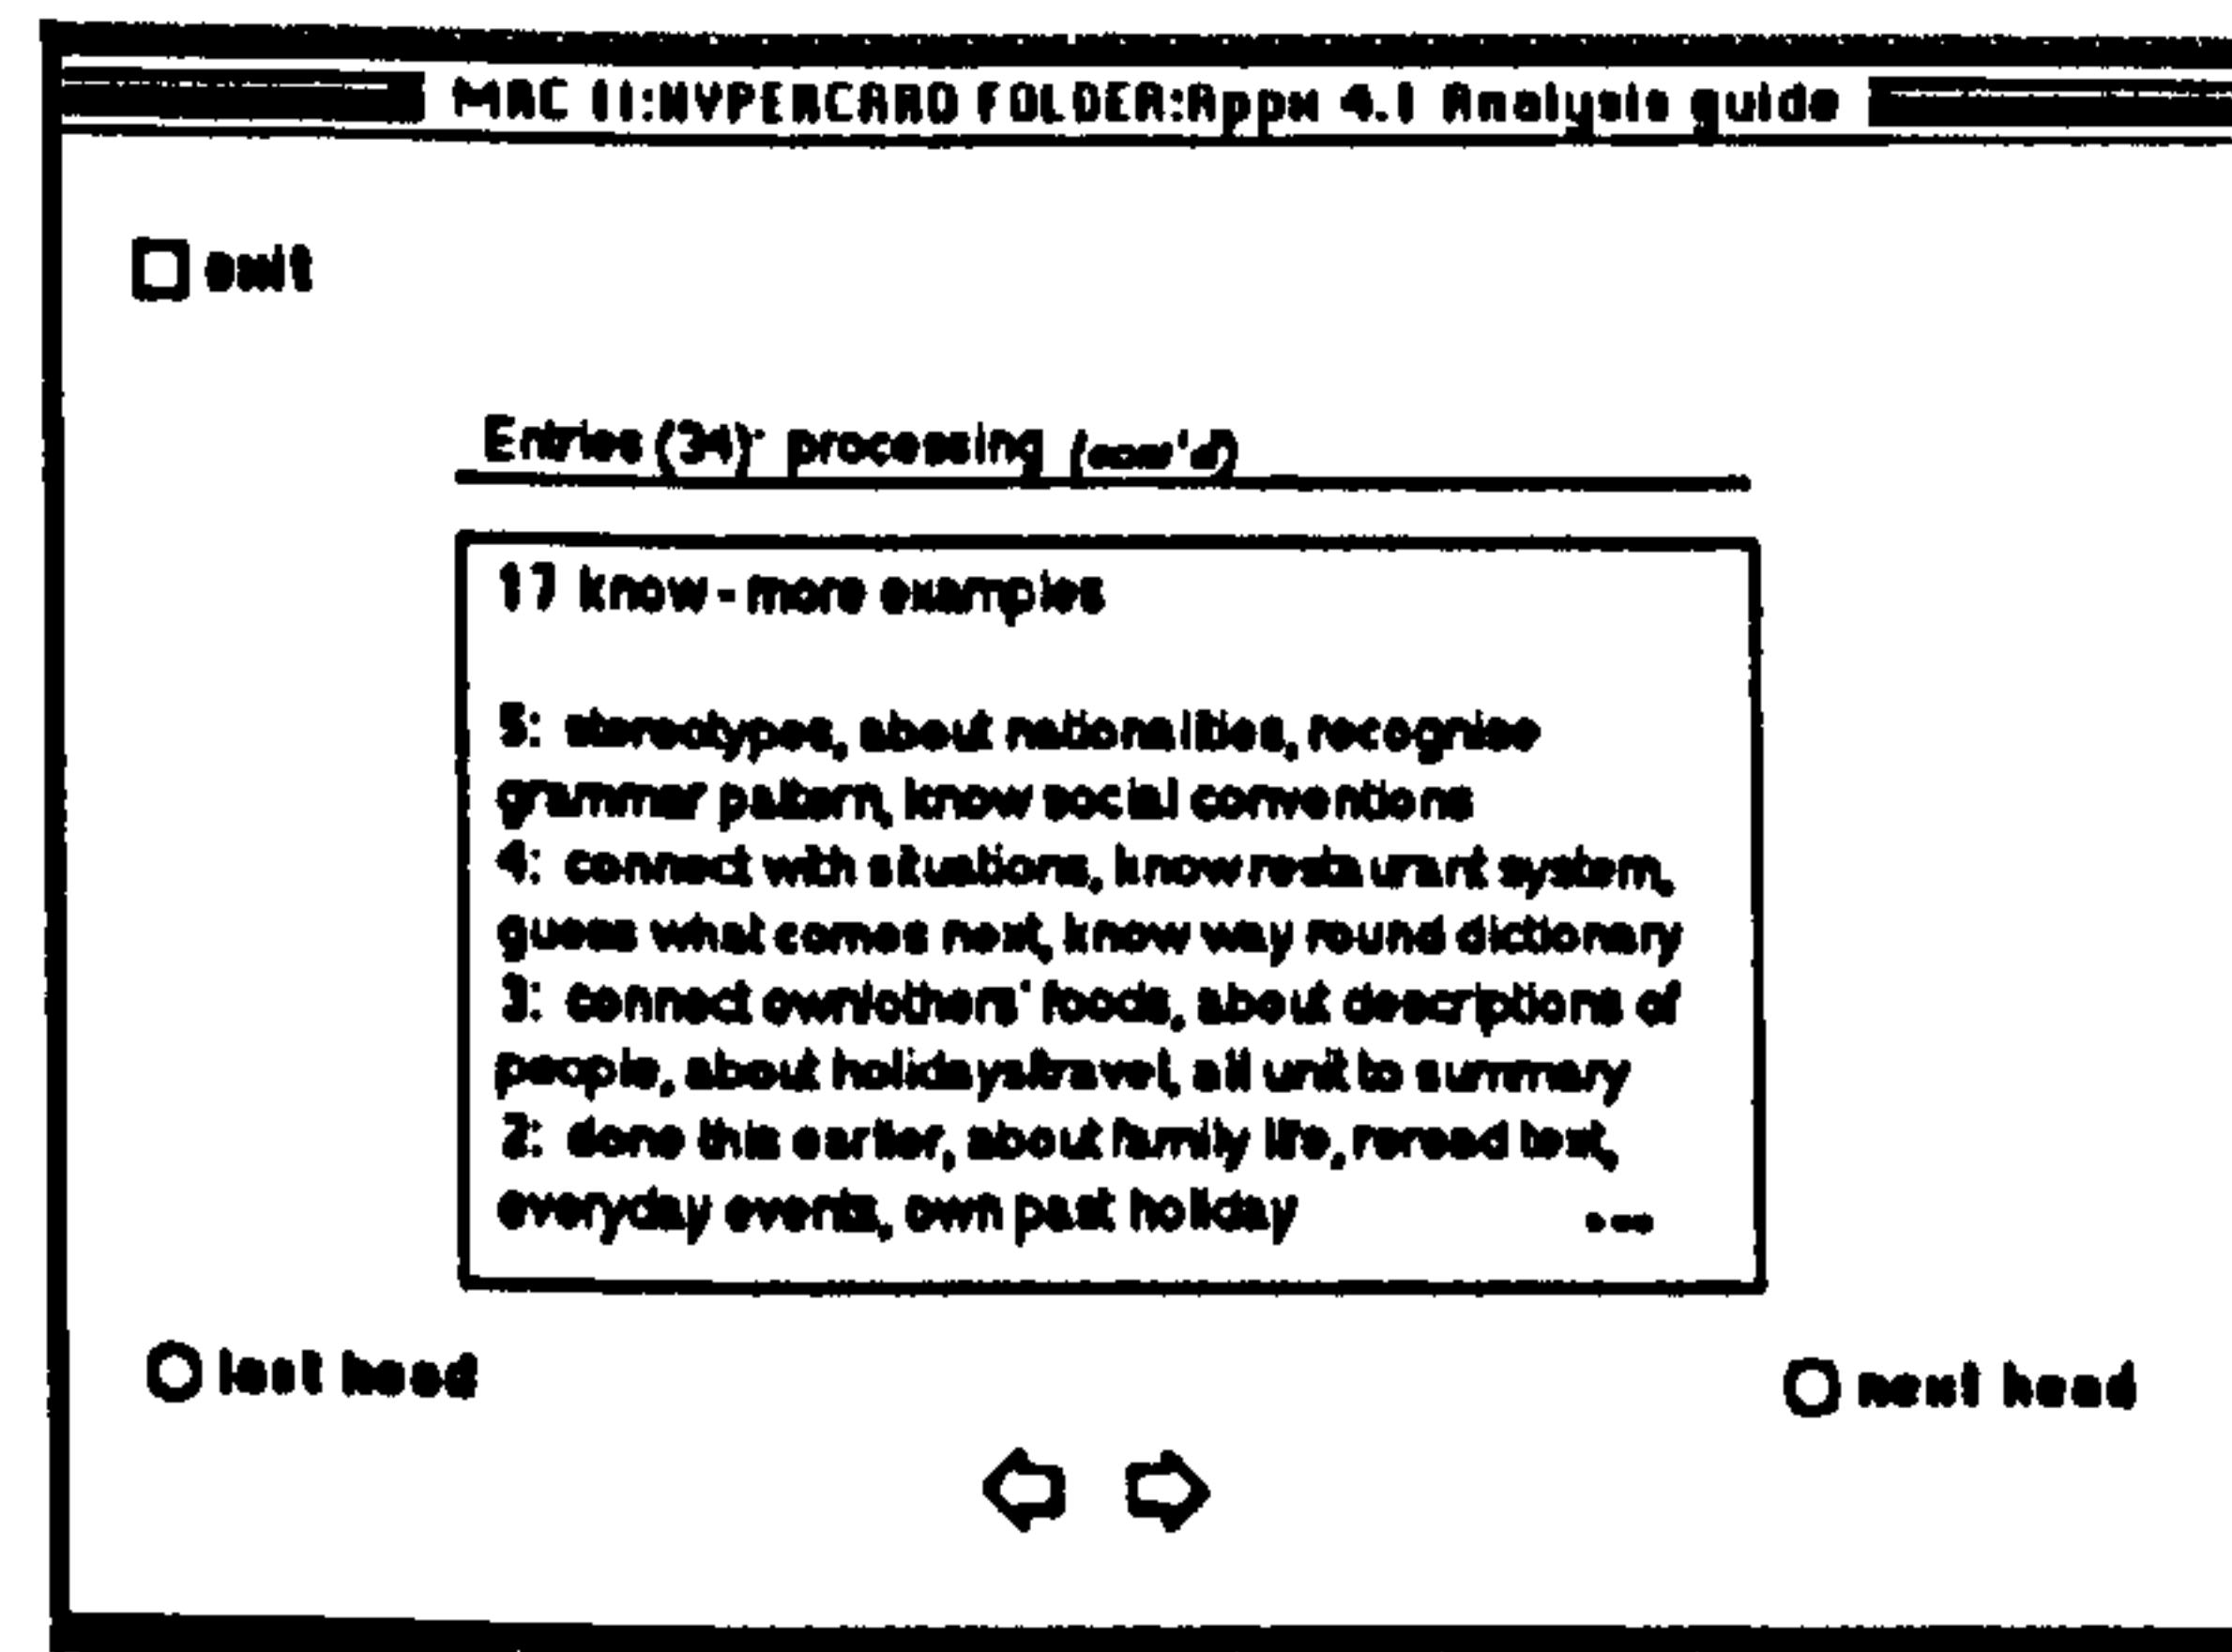 MAC II:HYPERCARD FOLDER:Appx 4.1 Analysis guide
exit
Entries (34): processing (cont'd)
17 know - more examples
5: stereotypes, about nationalities, recognise
grammar pattern, know social conventions
4: connect with situations, know restaurant system,
guess what comes next, know way round dictionary
3: connect own/others' foods, about descriptions of
people, about holidays/travel, all unit to summary
2: done this earlier, about family life, reread text,
everyday events, own past holiday ...
last head
next head